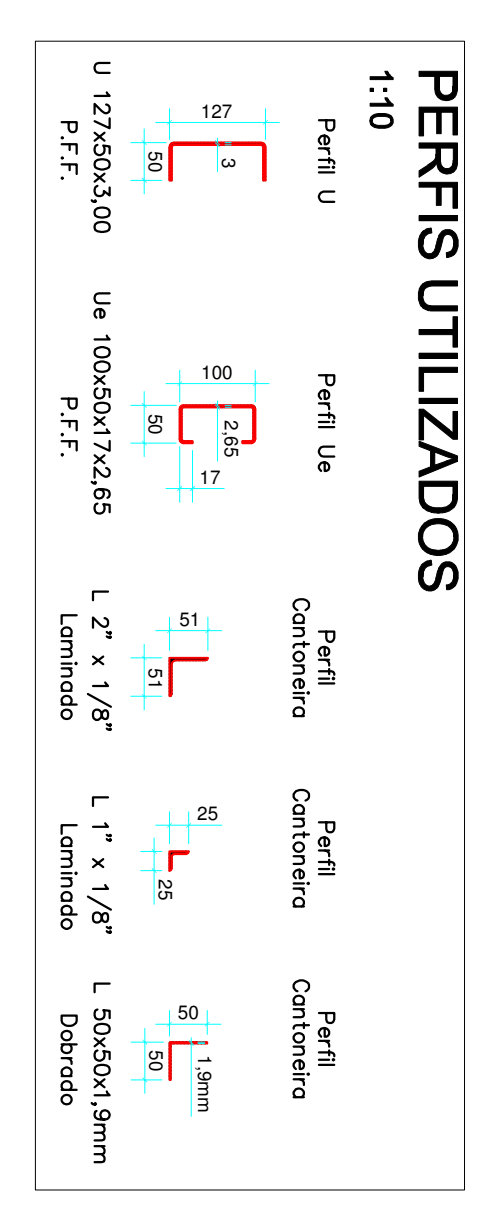 PERFIS UTILIZADOS
1:10
Perfil U
127
3
50
U 127x50x3,00
P.F.F.
Perfil Ue
100
2,65
50
17
Ue 100x50x17x2,65
P.F.F.
Perfil
Cantoneira
51
51
L 2" x 1/8"
Laminado
Perfil
Cantoneira
25
25
L 1" x 1/8"
Laminado
Perfil
Cantoneira
50
1,9mm
50
L 50x50x1,9mm
Dobrado